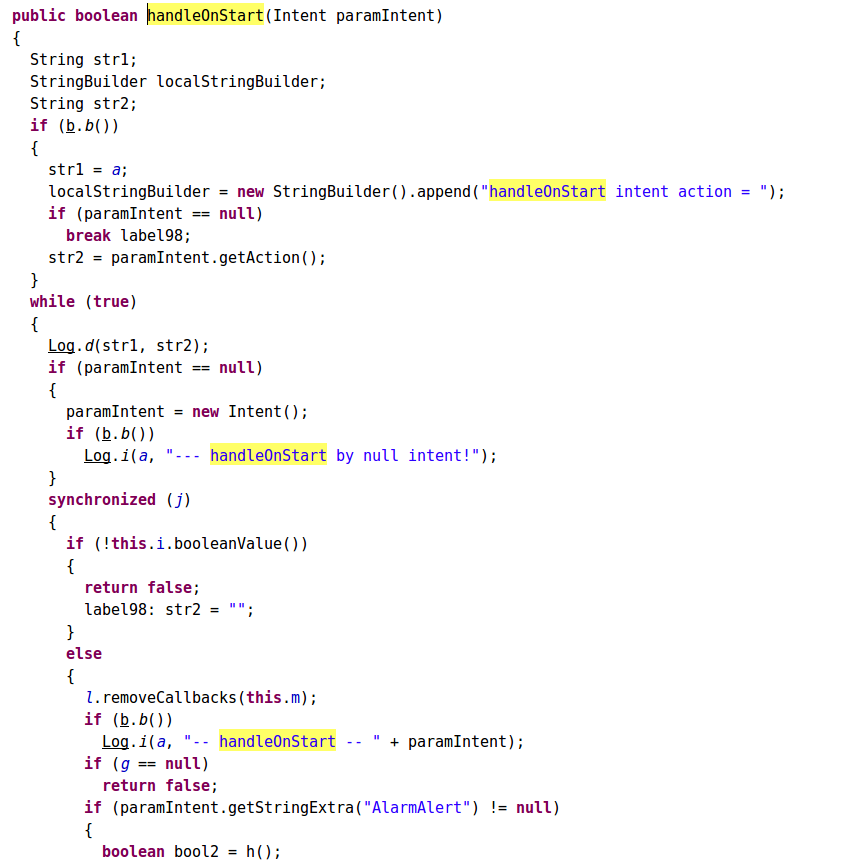 public boolean handleOnStart(Intent paramIntent)
{
  String str1;
  StringBuilder localStringBuilder;
  String str2;
  if (b.b())
  {
    str1 = a;
    localStringBuilder = new StringBuilder().append("handleOnStart intent action = ");
    if (paramIntent == null)
      break label98;
    str2 = paramIntent.getAction();
  }
  while (true)
  {
    Log.d(str1, str2);
    if (paramIntent == null)
    {
      paramIntent = new Intent();
      if (b.b())
        Log.i(a, "--- handleOnStart by null intent!");
    }
    synchronized (j)
    {
      if (!this.i.booleanValue())
      {
        return false;
        label98: str2 = "";
      }
      else
      {
        l.removeCallbacks(this.m);
        if (b.b())
          Log.i(a, "-- handleOnStart -- " + paramIntent);
        if (g == null)
          return false;
        if (paramIntent.getStringExtra("AlarmAlert") != null)
        {
          boolean bool2 = h();